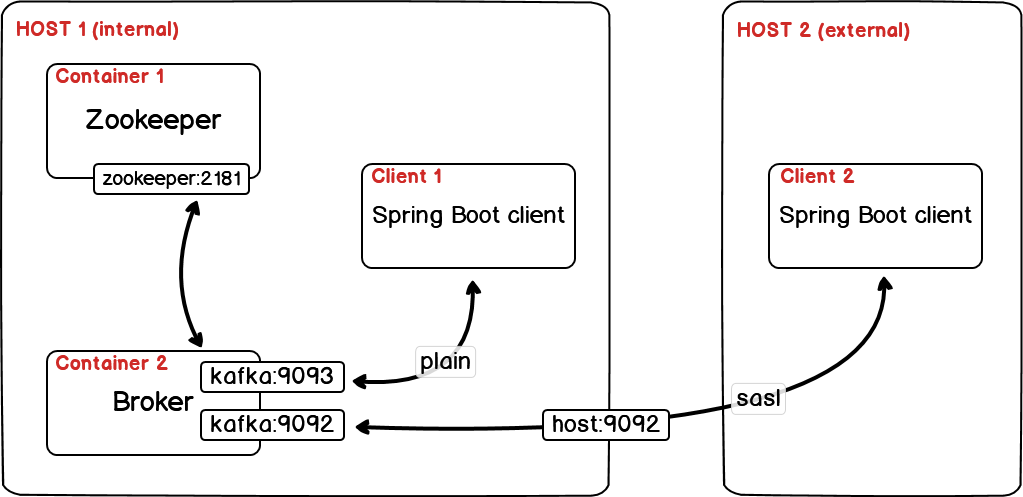 HOST 1 (internal)
Container 1
Zookeeper
zookeeper:2181
Client 1
Spring Boot client
plain
Container 2
Broker
kafka:9093
kafka:9092
host:9092
HOST 2 (external)
Client 2
Spring Boot client
sasl